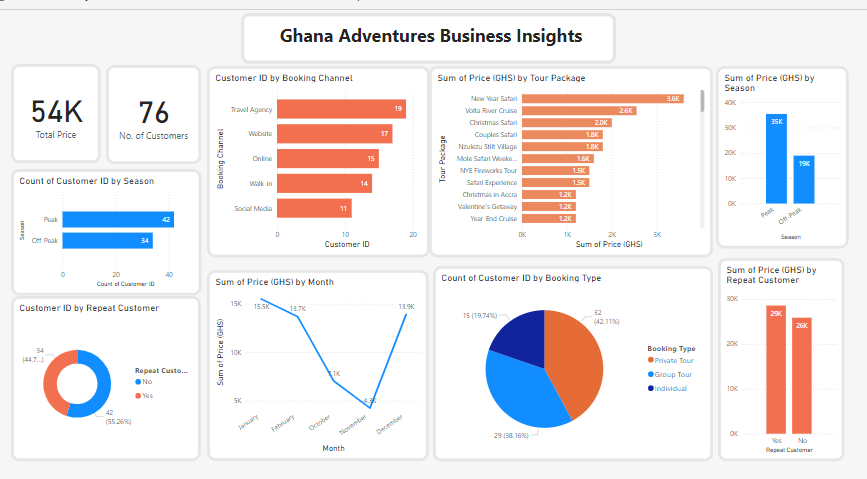 Ghana Adventures Business Insights
54K
Total Price
76
No. of Customers
Customer ID by Booking Channel
Booking Channel
Travel Agency
19
Website
17
Online
15
Walk in
14
Social Media
11
0
10
20
Customer ID
Sum of Price (GHS) by Tour Package
Tour Package
New Year Safari
3.6K
Volta River Cruise
2.6K
Christmas Safari
2.0K
Couples Safari
1.8K
Nzulezu Stilt Village
1.8K
Mole Safari Weeke...
1.6K
NYE Fireworks Tour
1.5K
Safari Experience
1.5K
Christmas in Accra
1.2K
Valentine's Getaway
1.2K
Year-End Cruise
1.2K
0K
1K
2K
3K
Sum of Price (GHS)
Sum of Price (GHS) by
Season
40K
30K
20K
10K
0K
35K
19K
Peak
Off-Peak
Season
Count of Customer ID by Season
Season
Peak
42
Off-Peak
34
0
20
40
Count of Customer ID
Customer ID by Repeat Customer
34
(44.7...)
42
(55.26%)
Repeat Custo...
No
Yes
Sum of Price (GHS) by Month
Sum of Price (GHS)
15K
10K
5K
15.5K
13.7K
13.9K
January
February
October
November
December
Month
Count of Customer ID by Booking Type
15 (19.74%)
32
(42.11%)
29 (38.16%)
Booking Type
Private Tour
Group Tour
Individual
Sum of Price (GHS) by
Repeat Customer
30K
20K
10K
0K
29K
26K
Yes
No
Repeat Customer